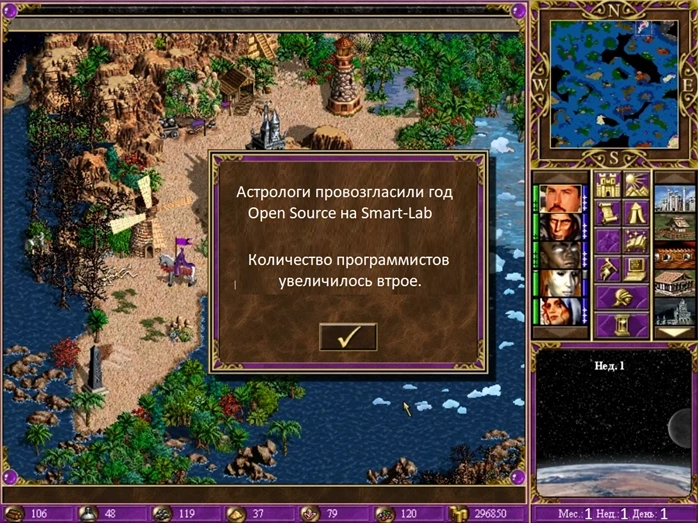 N
W
E
S
Астрологи провозгласили год
Open Source на Smart-Lab
Количество программистов
увеличилось втрое.
Нед. 1
106 48 119 37 79 120 296850 Мес.: 1 Нед.: 1 День: 1